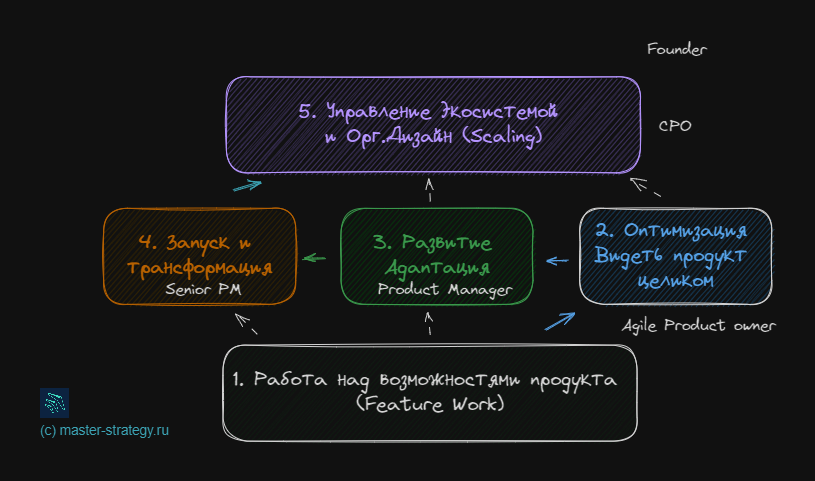 Founder
5. Управление Экосистемой
и Орг.Дизайн (Scaling)
CPO
4. Запуск и
трансформация
Senior PM
3. Развитие
Адаптация
Product Manager
2. Оптимизация
Видеть продукт
целиком
Agile Product owner
1. Работа над возможностями продукта
(Feature Work)
(c) master-strategy.ru